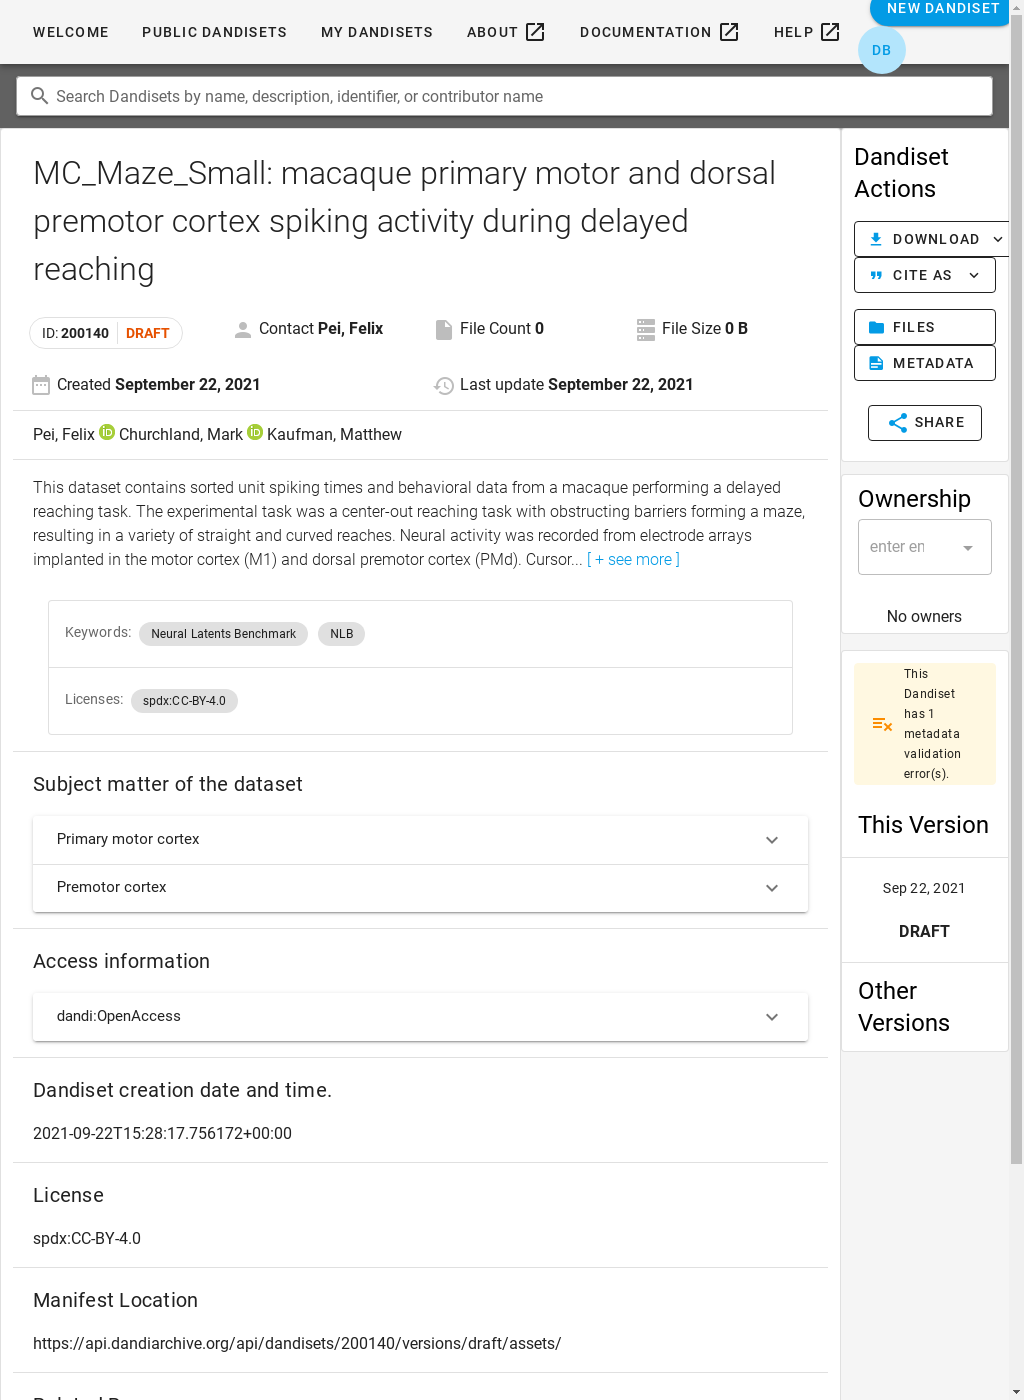 WELCOME PUBLIC DANDISETS MY DANDISETS ABOUT DOCUMENTATION HELP NEW DANDISET
DB
Search Dandisets by name, description, identifier, or contributor name
MC_Maze_Small: macaque primary motor and dorsal
premotor cortex spiking activity during delayed
reaching
ID: 200140 DRAFT Contact Pei, Felix File Count 0 File Size 0 B
Created September 22, 2021 Last update September 22, 2021
Pei, Felix Churchland, Mark Kaufman, Matthew
This dataset contains sorted unit spiking times and behavioral data from a macaque performing a delayed
reaching task. The experimental task was a center-out reaching task with obstructing barriers forming a maze,
resulting in a variety of straight and curved reaches. Neural activity was recorded from electrode arrays
implanted in the motor cortex (M1) and dorsal premotor cortex (PMd). Cursor... [ + see more ]
Keywords: Neural Latents Benchmark NLB
Licenses: spdx:CC-BY-4.0
Subject matter of the dataset
Primary motor cortex
Premotor cortex
Access information
dandi:OpenAccess
Dandiset creation date and time.
2021-09-22T15:28:17.756172+00:00
License
spdx:CC-BY-4.0
Manifest Location
https://api.dandiarchive.org/api/dandisets/200140/versions/draft/assets/
Dandiset
Actions
DOWNLOAD
CITE AS
FILES
METADATA
SHARE
Ownership
enter en
No owners
This
Dandiset
has 1
metadata
validation
error(s).
This Version
Sep 22, 2021
DRAFT
Other
Versions